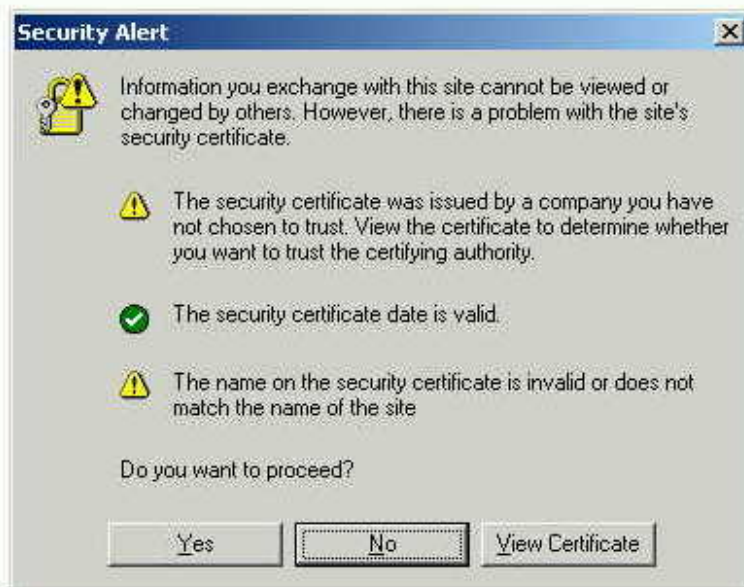 Security Alert
Information you exchange with this site cannot be viewed or
changed by others. However, there is a problem with the site's
security certificate.
The security certificate was issued by a company you have
not chosen to trust. View the certificate to determine whether
you want to trust the certifying authority.
The security certificate date is valid.
The name on the security certificate is invalid or does not
match the name of the site
Do you want to proceed?
Yes
No
View Certificate